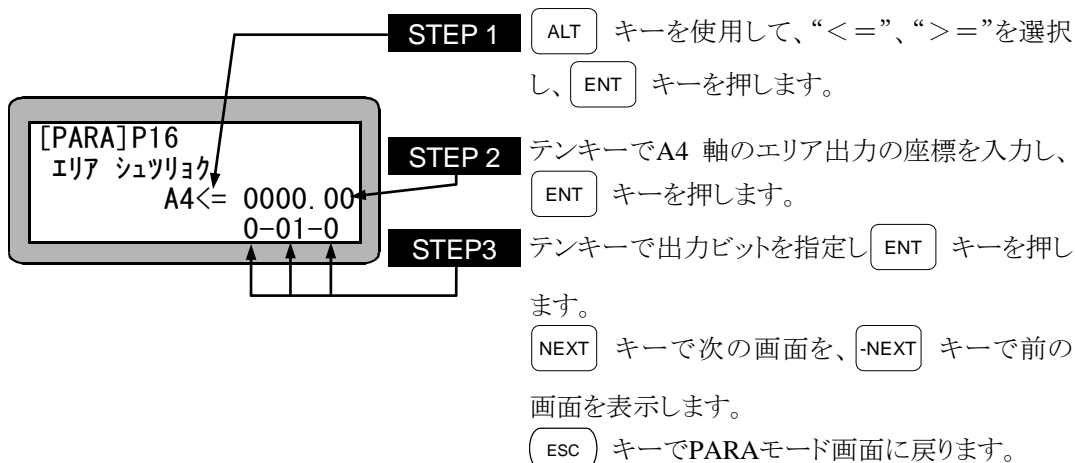 STEP 1 ALT キーを使用して、“＜＝”、“＞＝”を選択
し、 ENT キーを押します。
[PARA]P16
エリア シュツリョク
A4<= 0000.00
0-01-0
STEP 2 テンキーでA4 軸のエリア出力の座標を入力し、
ENT キーを押します。
STEP3 テンキーで出力ビットを指定し ENT キーを押し
ます。
NEXT キーで次の画面を、 -NEXT キーで前の
画面を表示します。
ESC キーでPARAモード画面に戻ります。